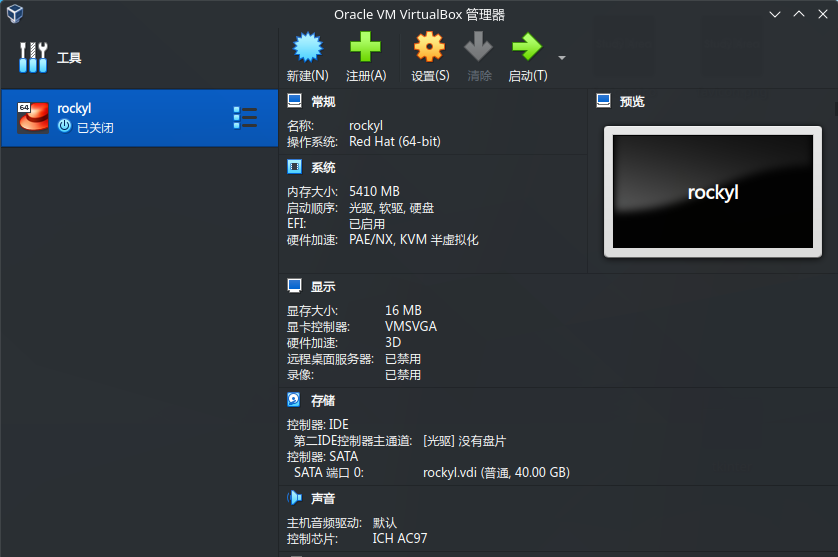 Oracle VM VirtualBox 管理器
工具
新建(N)
注册(A)
设置(S)
清除
启动(T)
64
rockyl
已关闭
常规
名称: rockyl
操作系统: Red Hat (64-bit)
系统
内存大小: 5410 MB
启动顺序: 光驱, 软驱, 硬盘
EFI: 已启用
硬件加速: PAE/NX, KVM 半虚拟化
预览
rockyl
显示
显存大小: 16 MB
显卡控制器: VMSVGA
硬件加速: 3D
远程桌面服务器: 已禁用
录像: 已禁用
存储
控制器: IDE
第二IDE控制器主通道: [光驱] 没有盘片
控制器: SATA
SATA 端口 0: rockyl.vdi (普通, 40.00 GB)
声音
主机音频驱动: 默认
控制芯片: ICH AC97